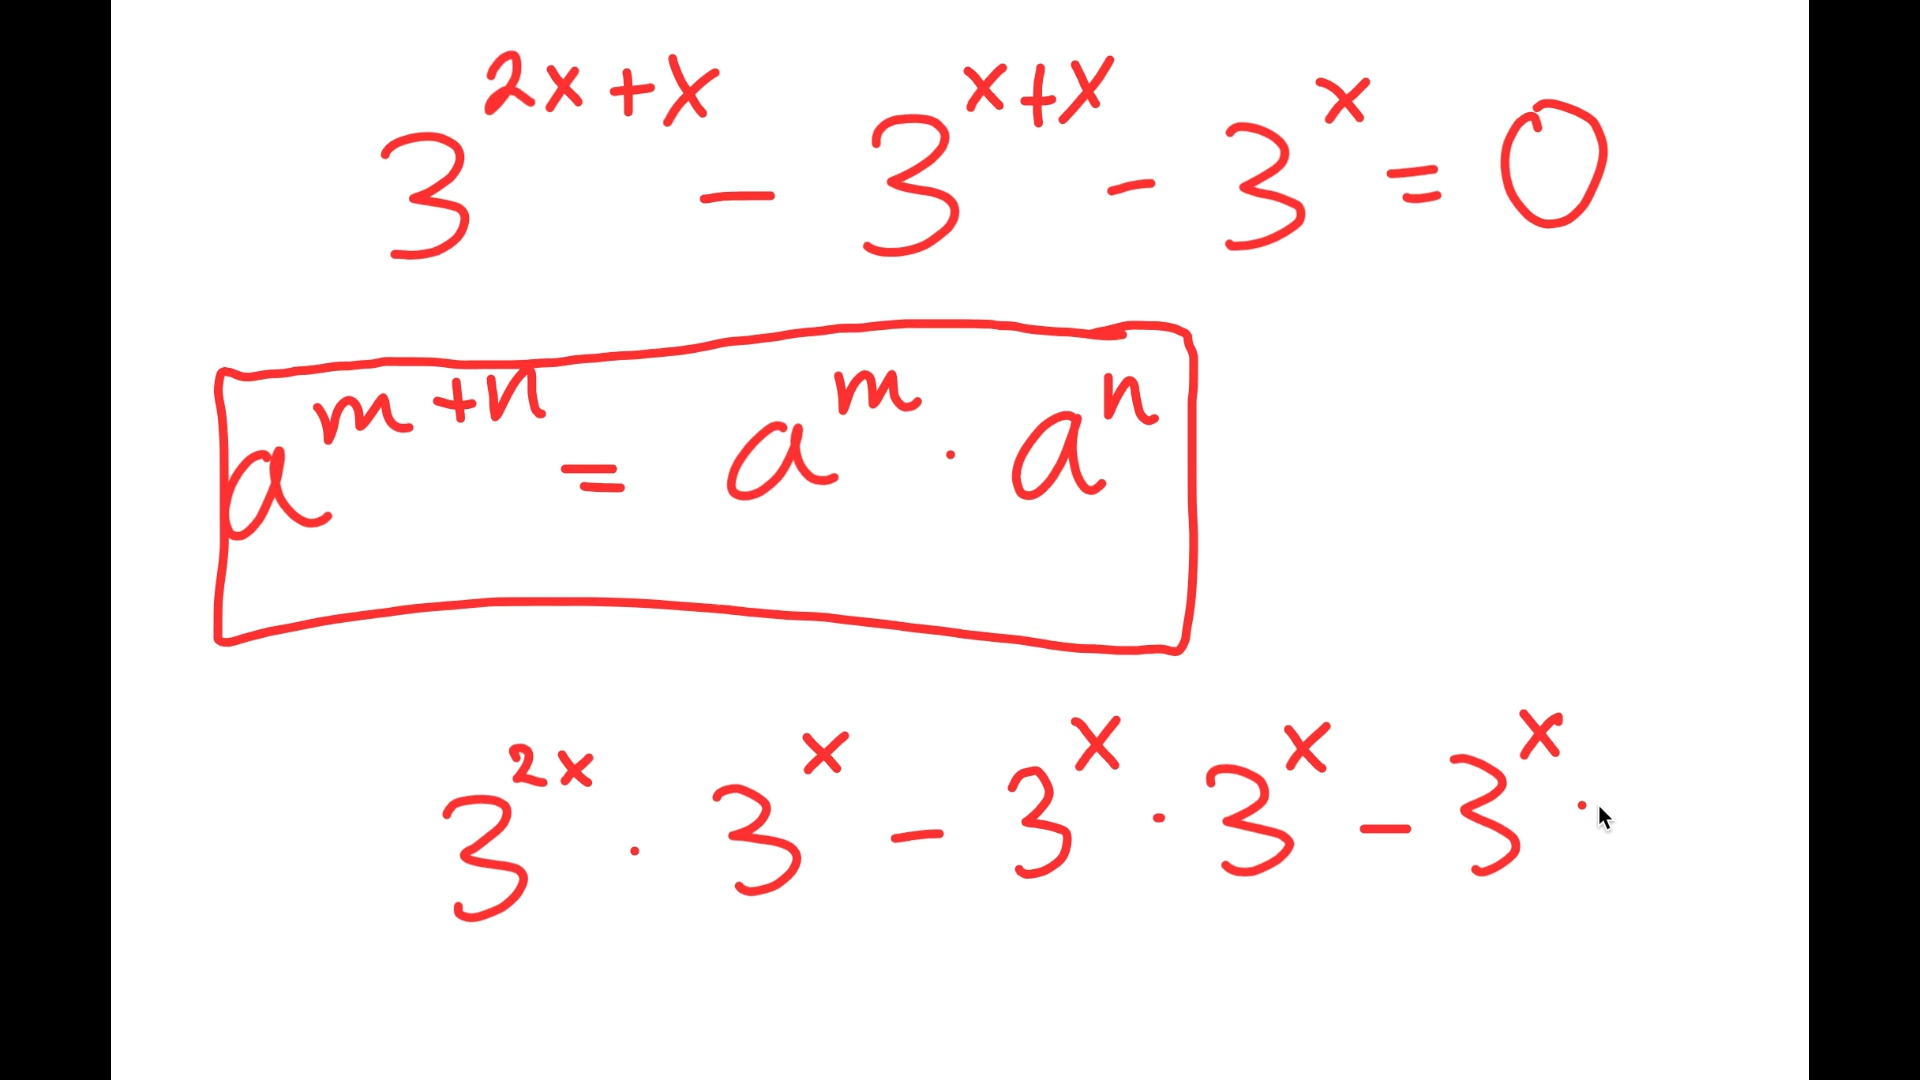 3^{2x+x} - 3^{x+x} - 3^{x} = 0
a^{m+n} = a^{m} · a^{n}
3^{2x} · 3^{x} - 3^{x} · 3^{x} - 3^{x} ·